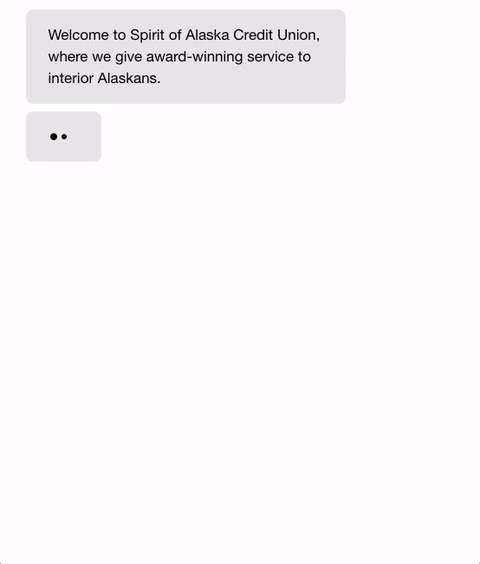 Welcome to Spirit of Alaska Credit Union,
where we give award-winning service to
interior Alaskans.